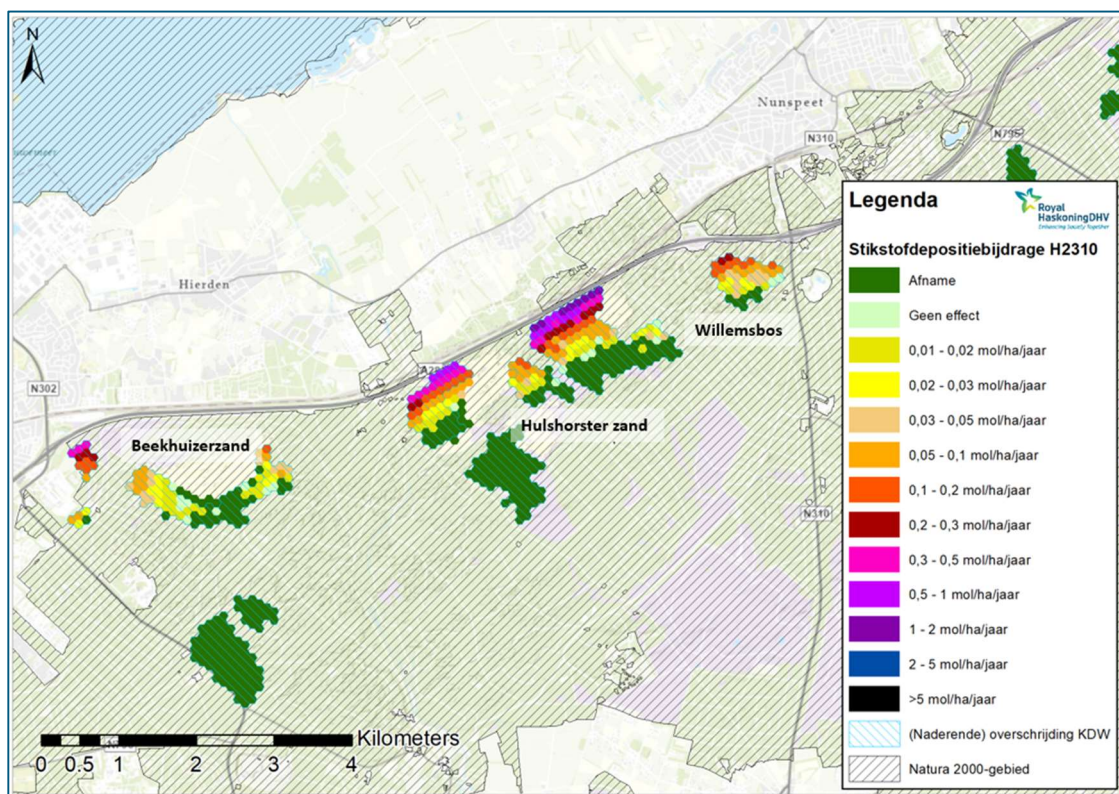 N
Nunspeet
N310
N795
Hierden
Willemsbos
A28
N302
Hulshorster zand
Beekhuizerzand
N310
Kilometers
0 0.5 1 2 3 4
Legenda
Royal
HaskoningDHV
Enhancing Society Together
Stikstofdepositiebijdrage H2310
Afname
Geen effect
0,01 - 0,02 mol/ha/jaar
0,02 - 0,03 mol/ha/jaar
0,03 - 0,05 mol/ha/jaar
0,05 - 0,1 mol/ha/jaar
0,1 - 0,2 mol/ha/jaar
0,2 - 0,3 mol/ha/jaar
0,3 - 0,5 mol/ha/jaar
0,5 - 1 mol/ha/jaar
1 - 2 mol/ha/jaar
2 - 5 mol/ha/jaar
>5 mol/ha/jaar
(Naderende) overschrijding KDW
Natura 2000-gebied